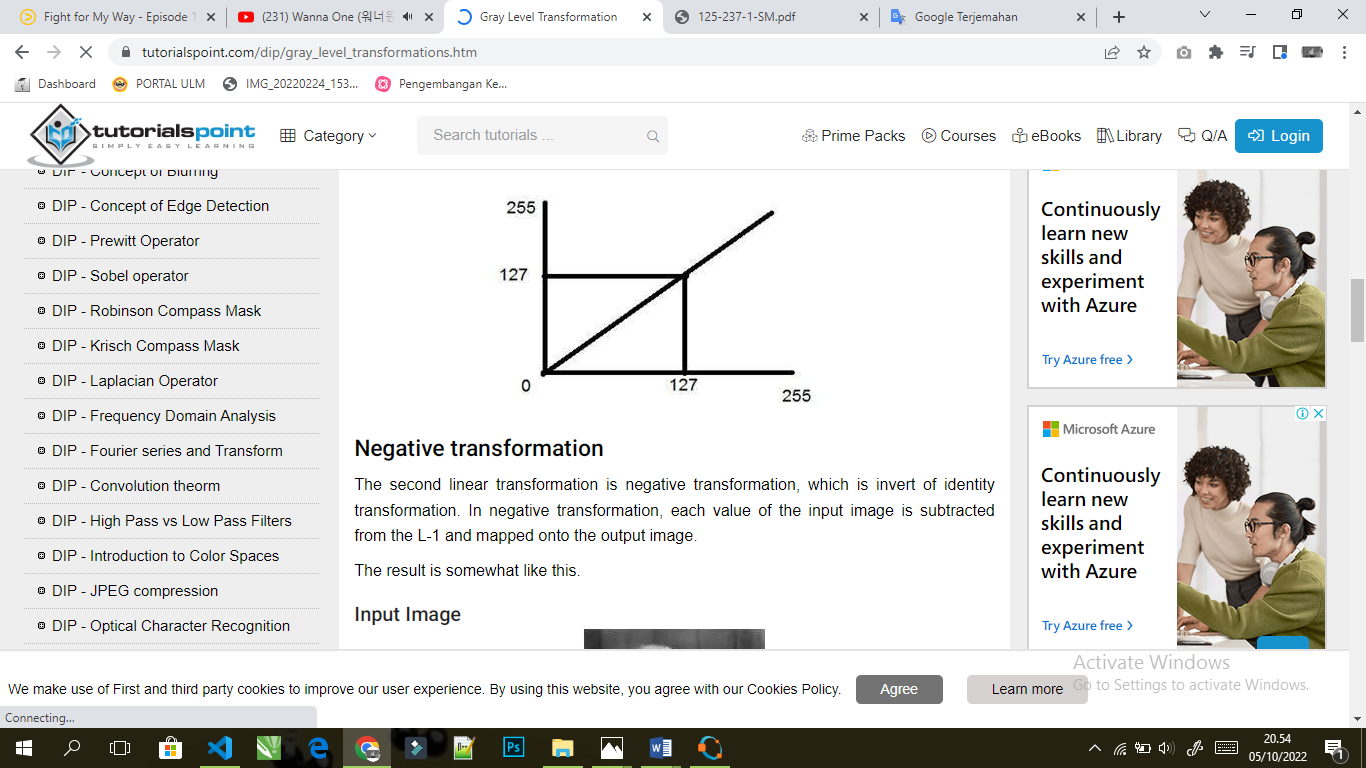 Fight for My Way - Episode 1
(231) Wanna One (워너원
Gray Level Transformation
125-237-1-SM.pdf
Google Terjemahan
tutorialspoint.com/dip/gray_level_transformations.htm
Dashboard
PORTAL ULM
IMG_20220224_153...
Pengembangan Ke...
tutorialspoint
SIMPLY EASY LEARNING
Category
Search tutorials ...
Prime Packs
Courses
eBooks
Library
Q/A
Login
DIP - Concept of Blurring
DIP - Concept of Edge Detection
DIP - Prewitt Operator
DIP - Sobel operator
DIP - Robinson Compass Mask
DIP - Krisch Compass Mask
DIP - Laplacian Operator
DIP - Frequency Domain Analysis
DIP - Fourier series and Transform
DIP - Convolution theorm
DIP - High Pass vs Low Pass Filters
DIP - Introduction to Color Spaces
DIP - JPEG compression
DIP - Optical Character Recognition
255
127
0
127
255
Negative transformation
The second linear transformation is negative transformation, which is invert of identity
transformation. In negative transformation, each value of the input image is subtracted
from the L-1 and mapped onto the output image.
The result is somewhat like this.
Input Image
Continuously
learn new
skills and
experiment
with Azure
Try Azure free >
Microsoft Azure
Continuously
learn new
skills and
experiment
with Azure
Try Azure free >
Activate Windows
Go to Settings to activate Windows.
We make use of First and third party cookies to improve our user experience. By using this website, you agree with our Cookies Policy.
Agree
Learn more
Connecting...
20.54
05/10/2022
1